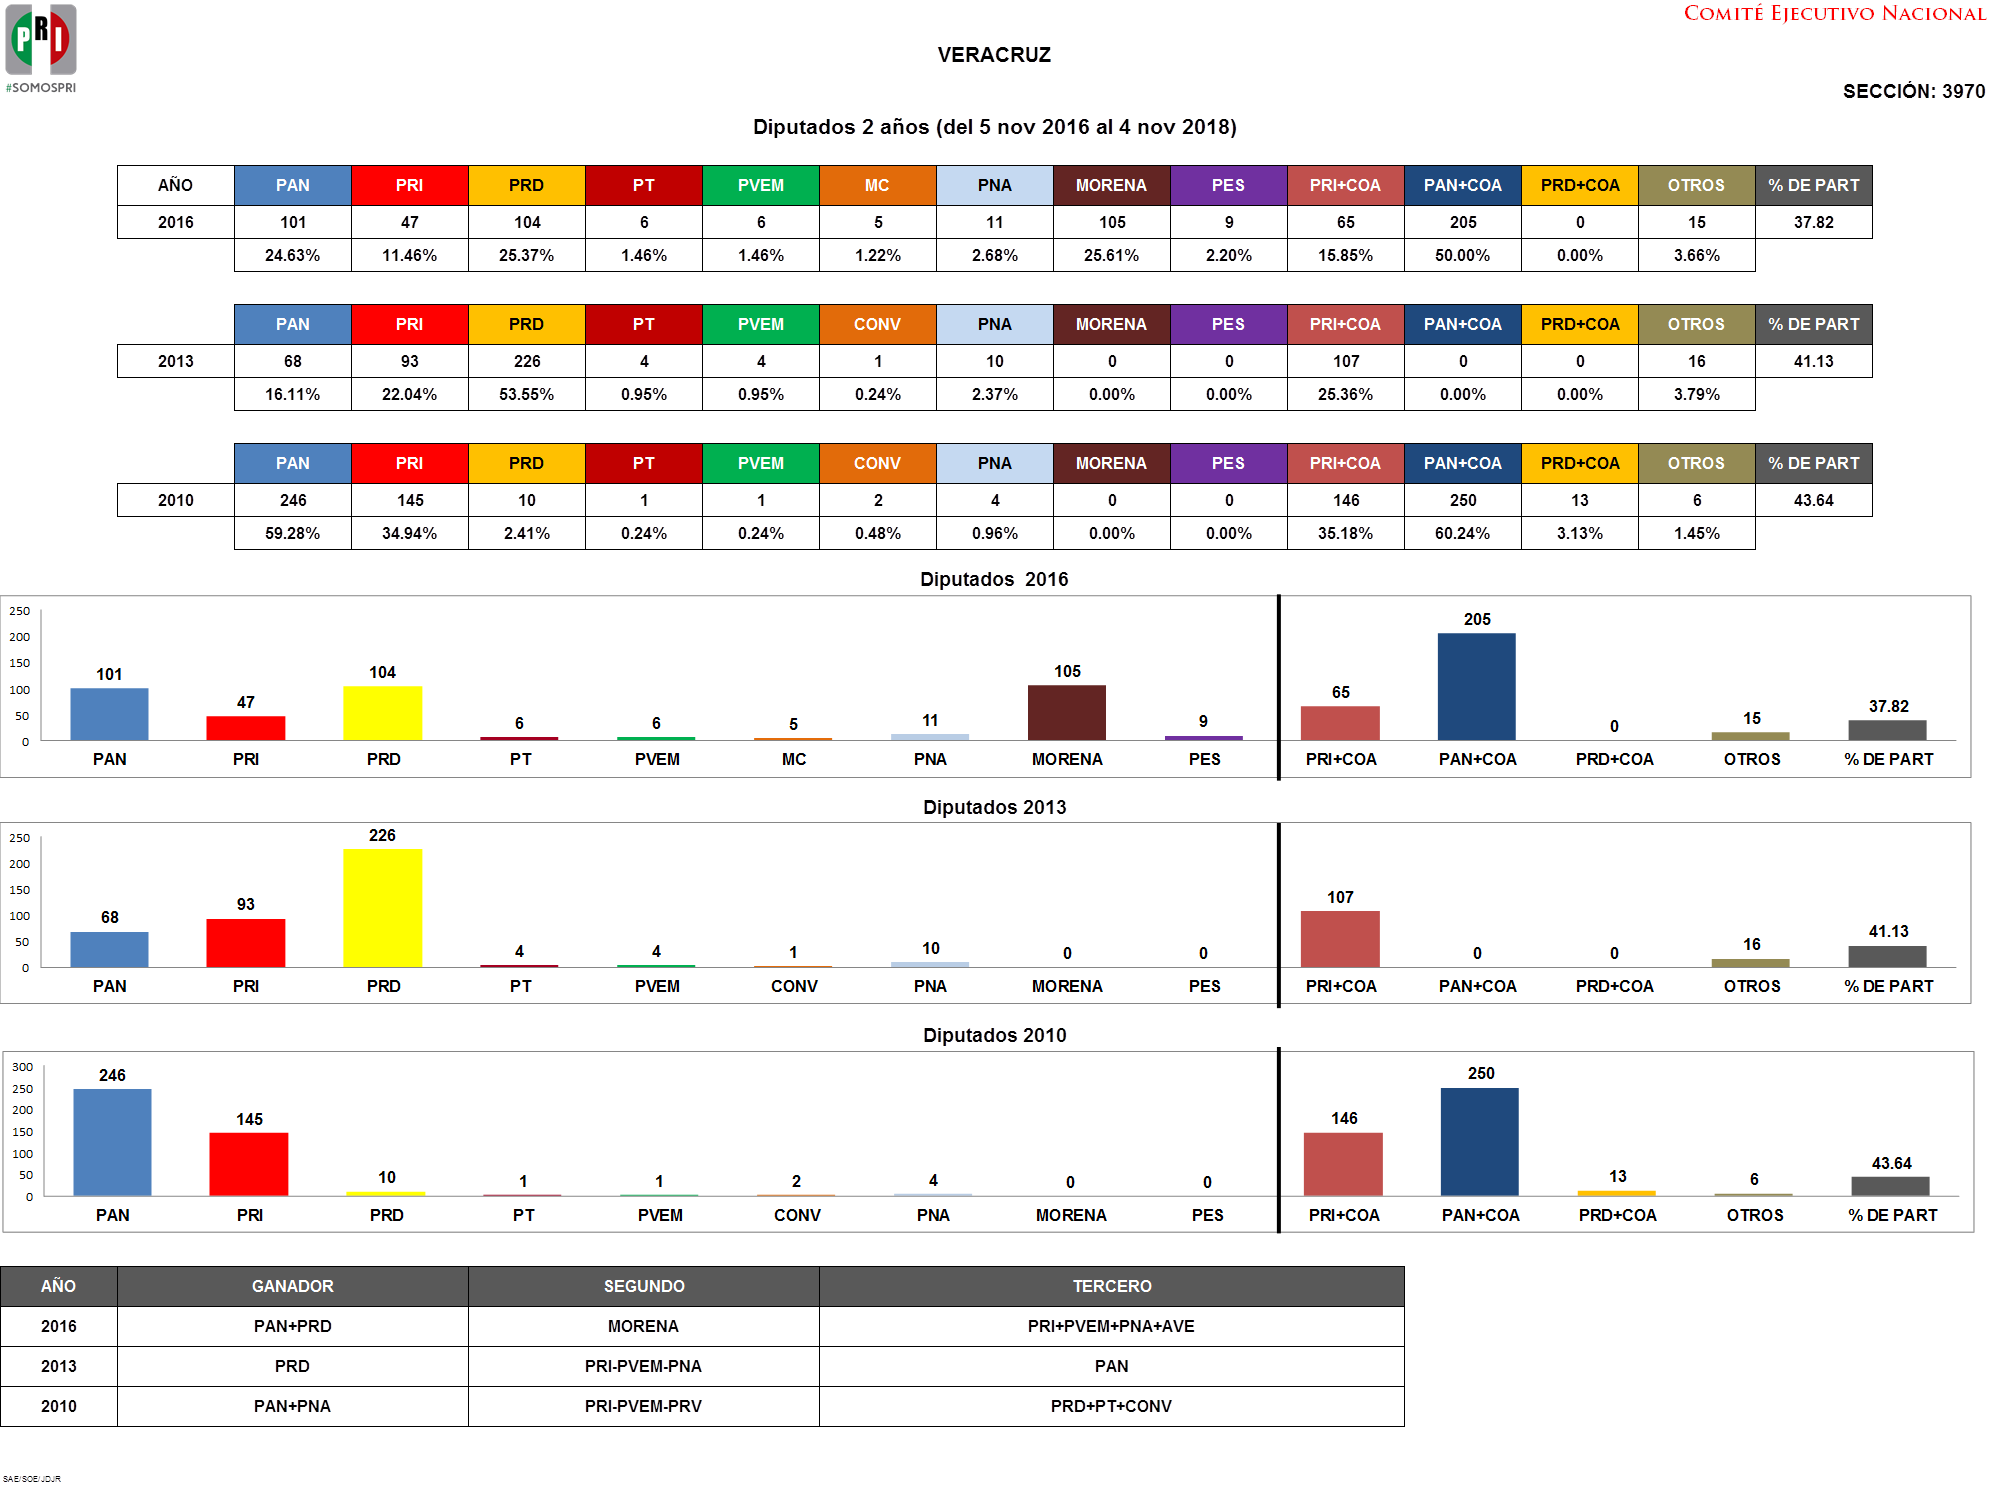 PRI
#SOMOSPRI
COMITÉ EJECUTIVO NACIONAL
VERACRUZ
SECCIÓN: 3970
Diputados 2 años (del 5 nov 2016 al 4 nov 2018)
AÑO PAN PRI PRD PT PVEM MC PNA MORENA PES PRI+COA PAN+COA PRD+COA OTROS % DE PART
2016 101 47 104 6 6 5 11 105 9 65 205 0 15 37.82
24.63% 11.46% 25.37% 1.46% 1.46% 1.22% 2.68% 25.61% 2.20% 15.85% 50.00% 0.00% 3.66%
PAN PRI PRD PT PVEM CONV PNA MORENA PES PRI+COA PAN+COA PRD+COA OTROS % DE PART
2013 68 93 226 4 4 1 10 0 0 107 0 0 16 41.13
16.11% 22.04% 53.55% 0.95% 0.95% 0.24% 2.37% 0.00% 0.00% 25.36% 0.00% 0.00% 3.79%
PAN PRI PRD PT PVEM CONV PNA MORENA PES PRI+COA PAN+COA PRD+COA OTROS % DE PART
2010 246 145 10 1 1 2 4 0 0 146 250 13 6 43.64
59.28% 34.94% 2.41% 0.24% 0.24% 0.48% 0.96% 0.00% 0.00% 35.18% 60.24% 3.13% 1.45%
Diputados 2016
250
200
150
100
50
0
101 47 104 6 6 5 11 105 9 65 205 0 15 37.82
PAN PRI PRD PT PVEM MC PNA MORENA PES PRI+COA PAN+COA PRD+COA OTROS % DE PART
Diputados 2013
250
200
150
100
50
0
68 93 226 4 4 1 10 0 0 107 0 0 16 41.13
PAN PRI PRD PT PVEM CONV PNA MORENA PES PRI+COA PAN+COA PRD+COA OTROS % DE PART
Diputados 2010
300
250
200
150
100
50
0
246 145 10 1 1 2 4 0 0 146 250 13 6 43.64
PAN PRI PRD PT PVEM CONV PNA MORENA PES PRI+COA PAN+COA PRD+COA OTROS % DE PART
AÑO GANADOR SEGUNDO TERCERO
2016 PAN+PRD MORENA PRI+PVEM+PNA+AVE
2013 PRD PRI-PVEM-PNA PAN
2010 PAN+PNA PRI-PVEM-PRV PRD+PT+CONV
SAE/SOE/JDJR